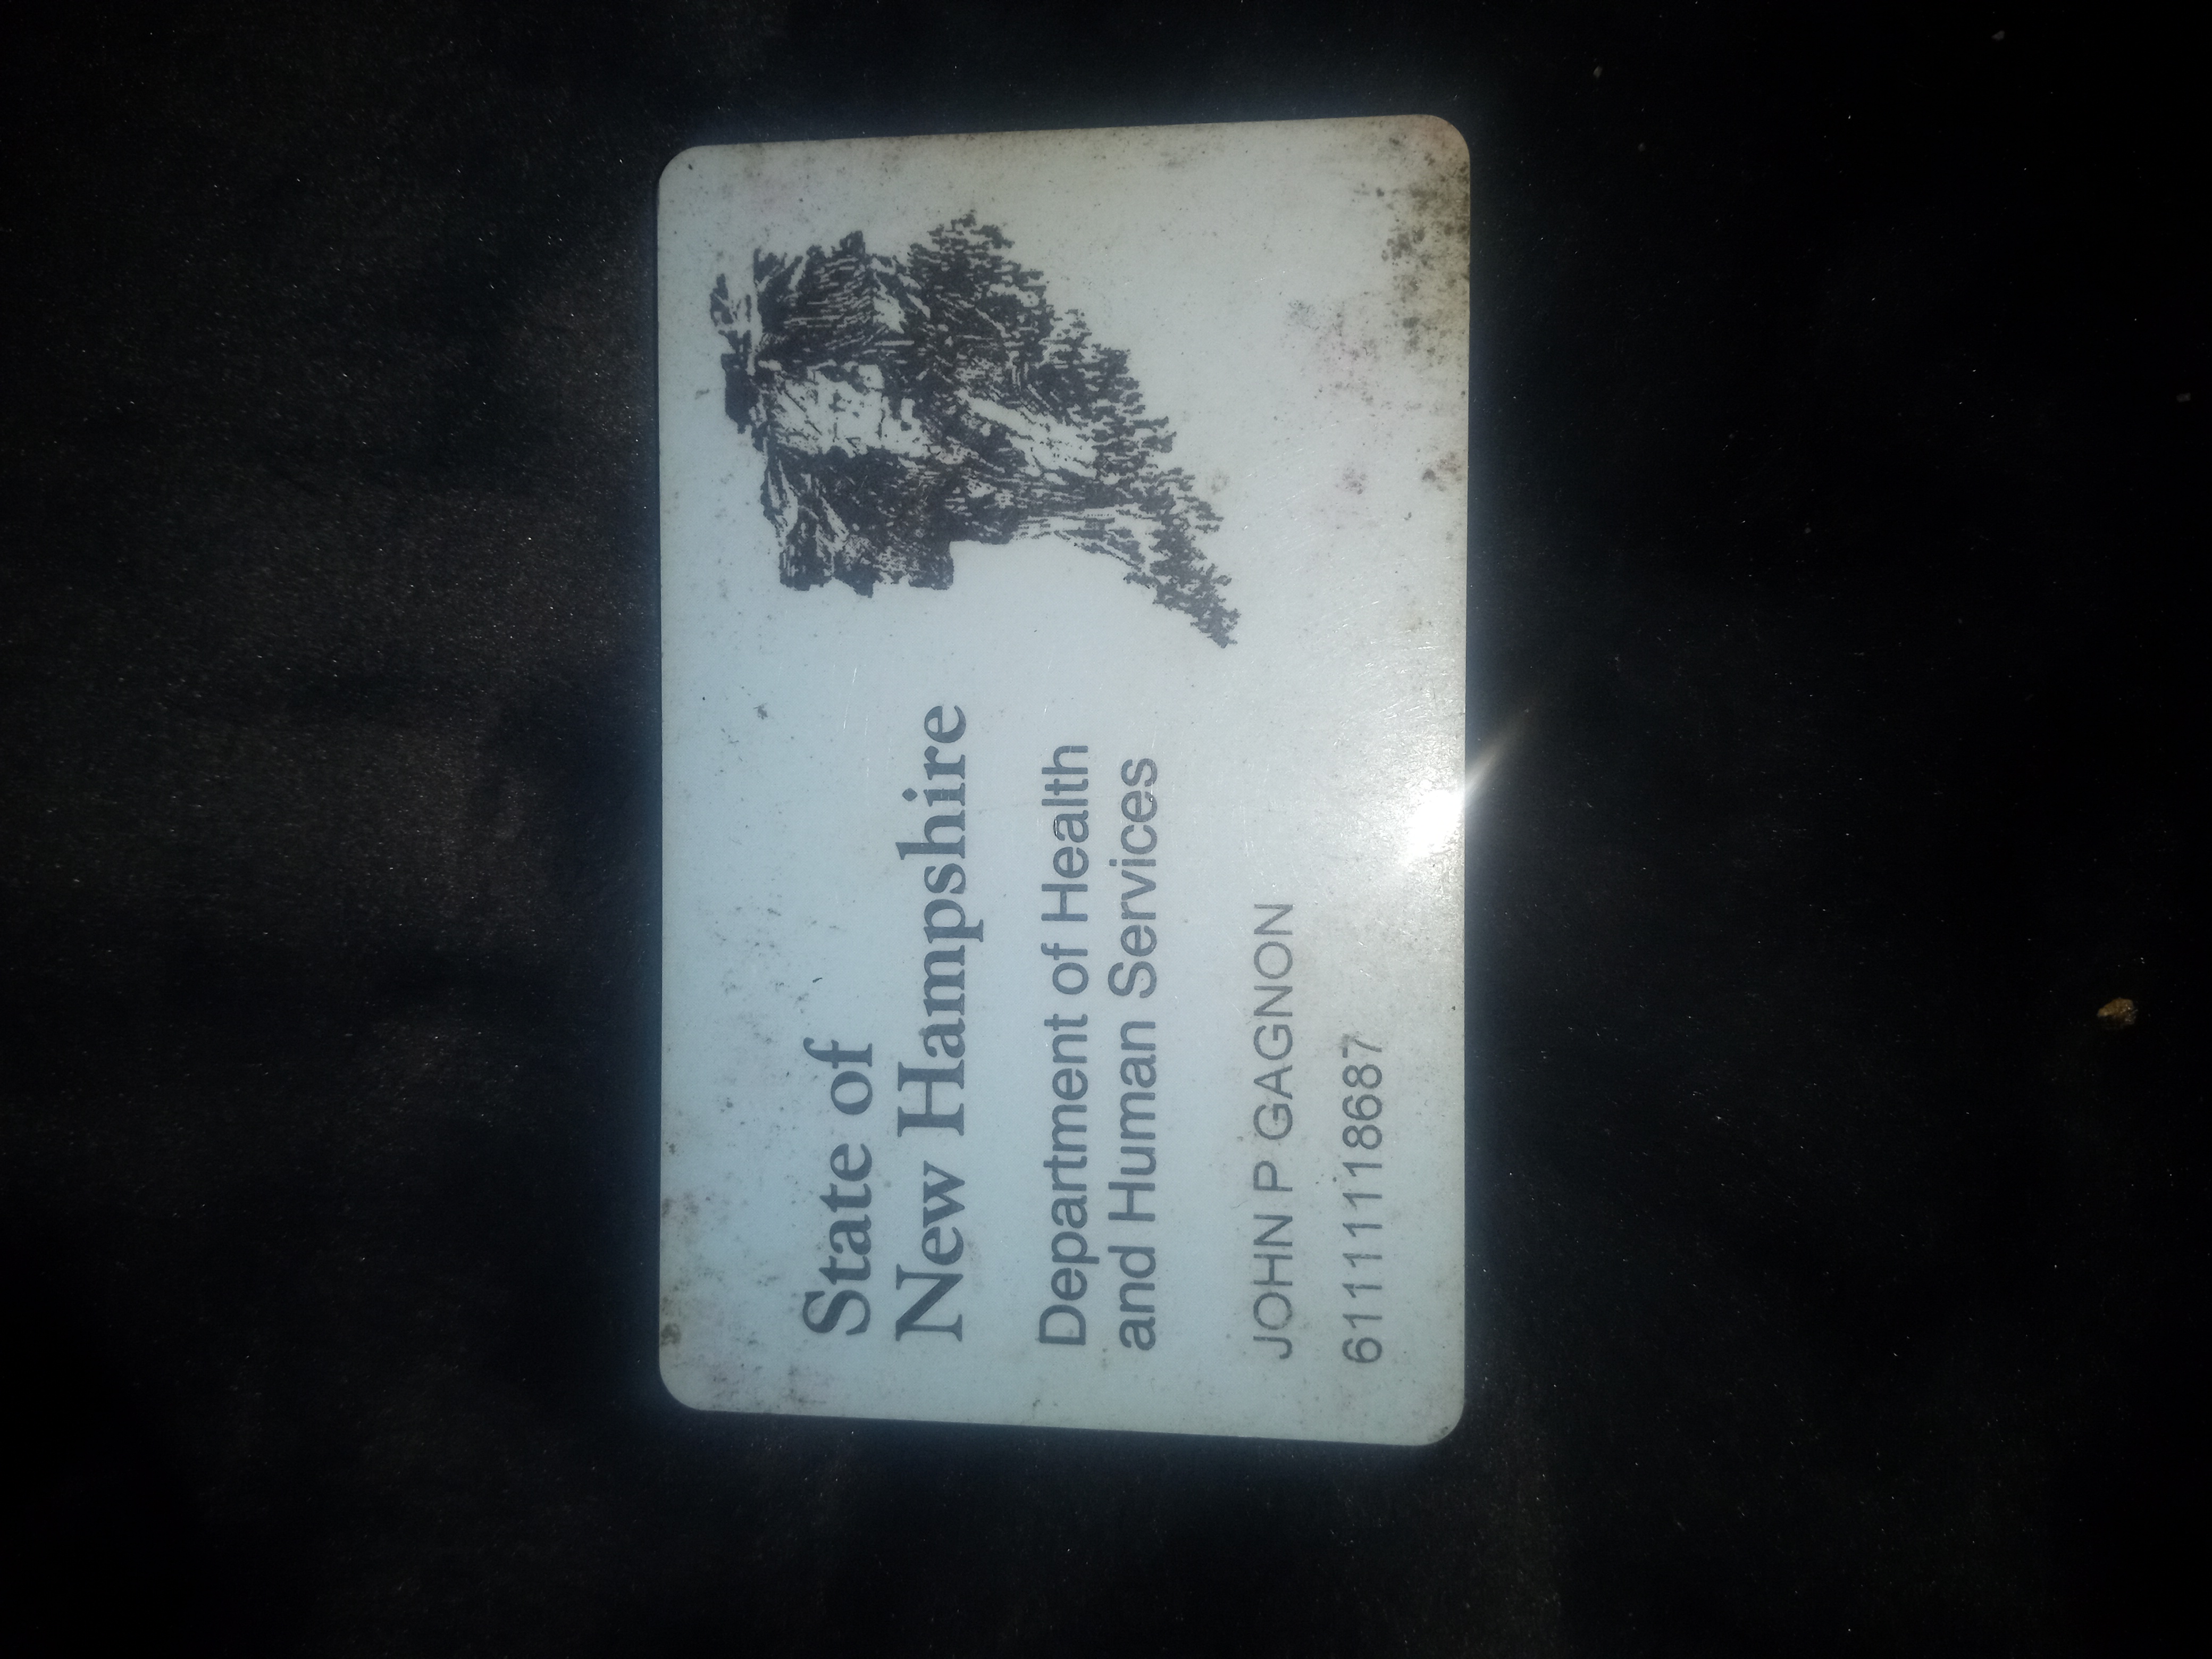 State of
New Hampshire
Department of Health
and Human Services
JOHN P GAGNON
61111118687